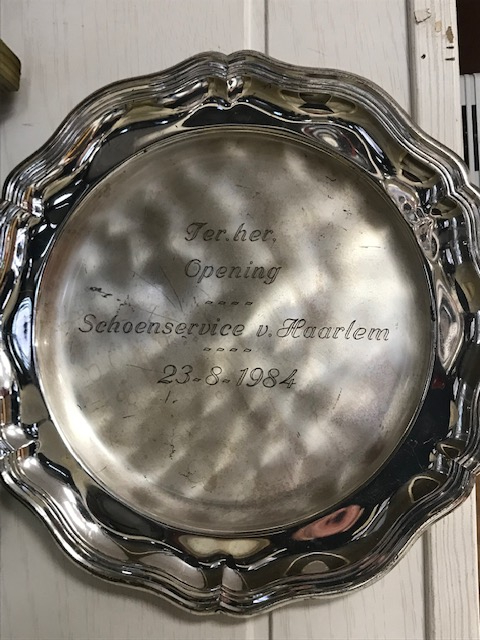 Ter.her.
Opening
Schoenservice v. Haarlem
23-8-1984